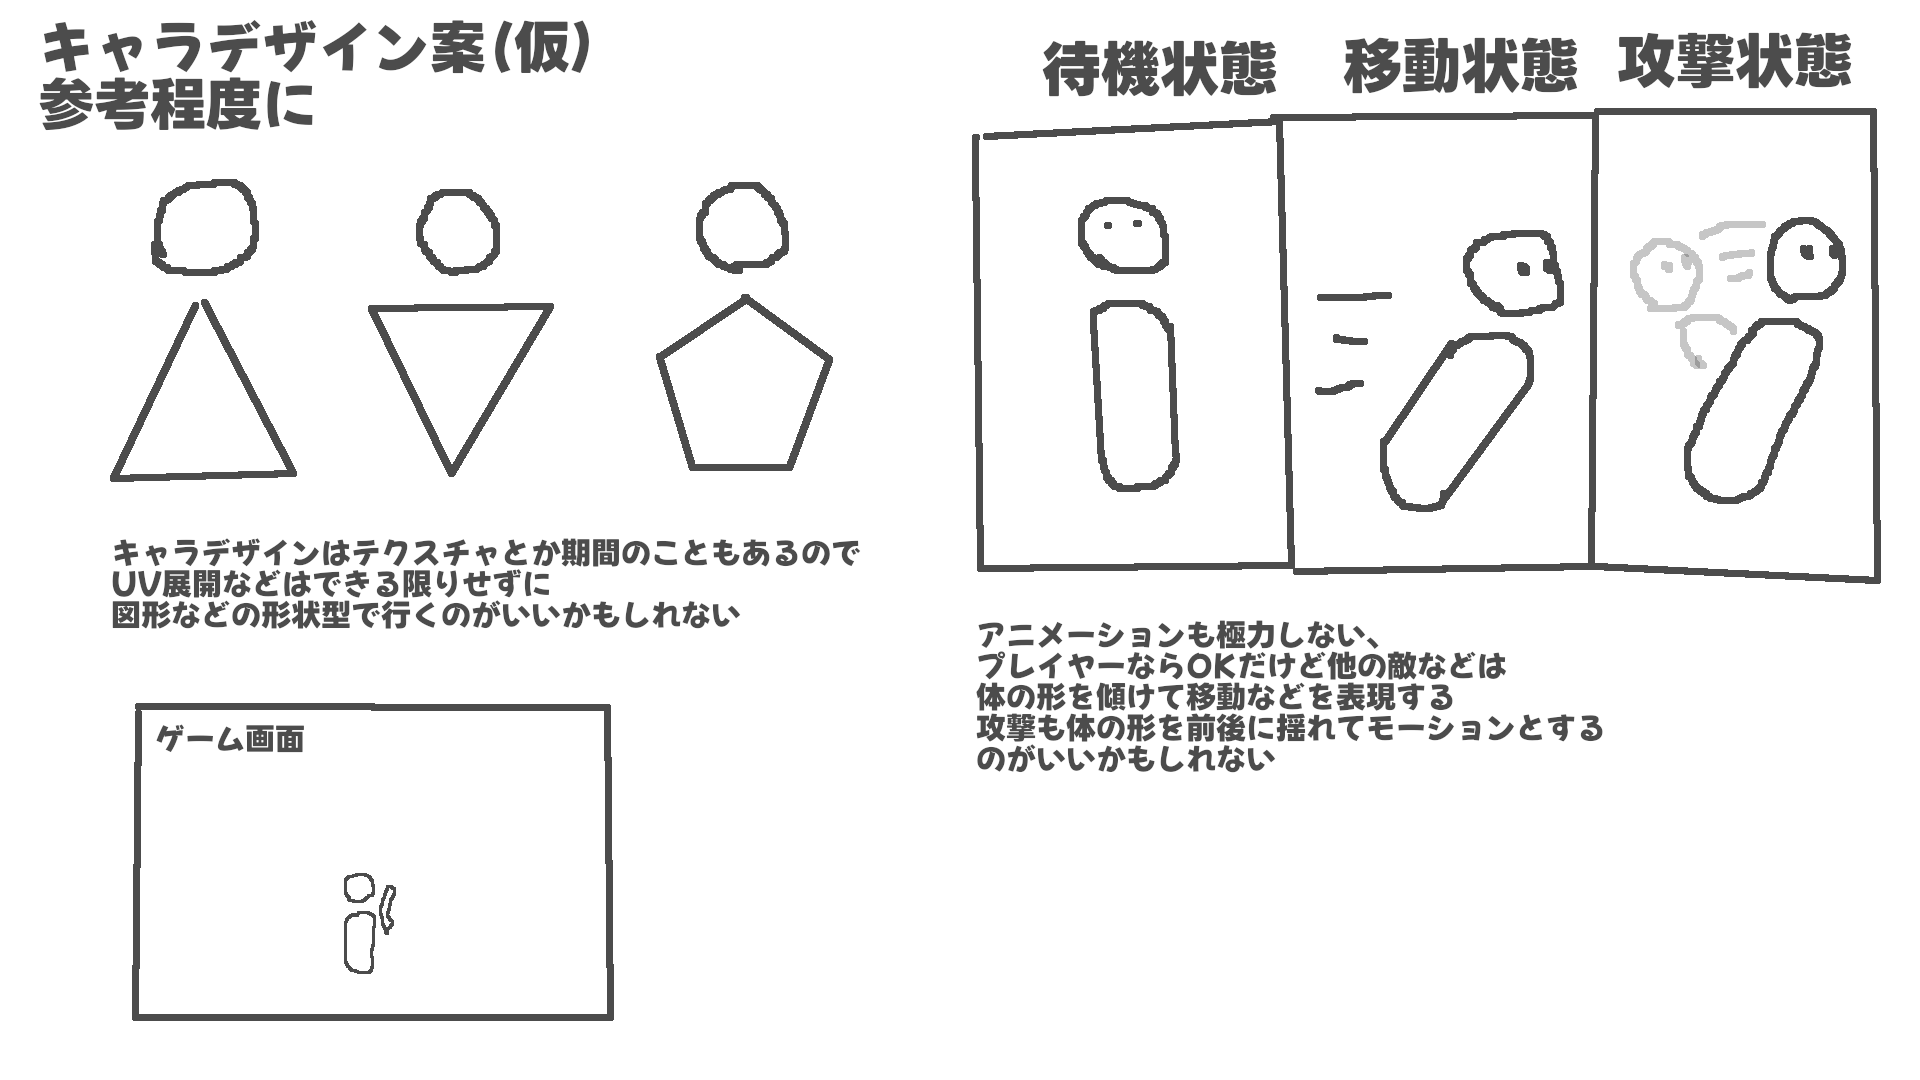 キャラデザイン案(仮)
参考程度に
キャラデザインはテクスチャとか期間のこともあるので
UV展開などはできる限りせずに
図形などの形状型で行くのがいいかもしれない
ゲーム画面
待機状態
移動状態
攻撃状態
アニメーションも極力しない、
プレイヤーならOKだけど他の敵などは
体の形を傾けて移動などを表現する
攻撃も体の形を前後に揺れてモーションとする
のがいいかもしれない